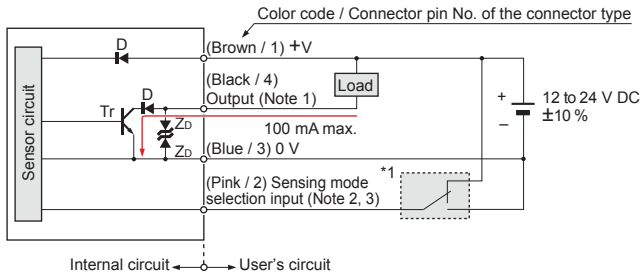 Color code / Connector pin No. of the connector type
D
(Brown / 1) +V
(Black / 4)
Output (Note 1)
Load
D
Tr
ZD
ZD
100 mA max.
+
–
12 to 24 V DC
±10 %
Sensor circuit
(Blue / 3) 0 V
*1
(Pink / 2) Sensing mode
selection input (Note 2, 3)
Internal circuit
User's circuit